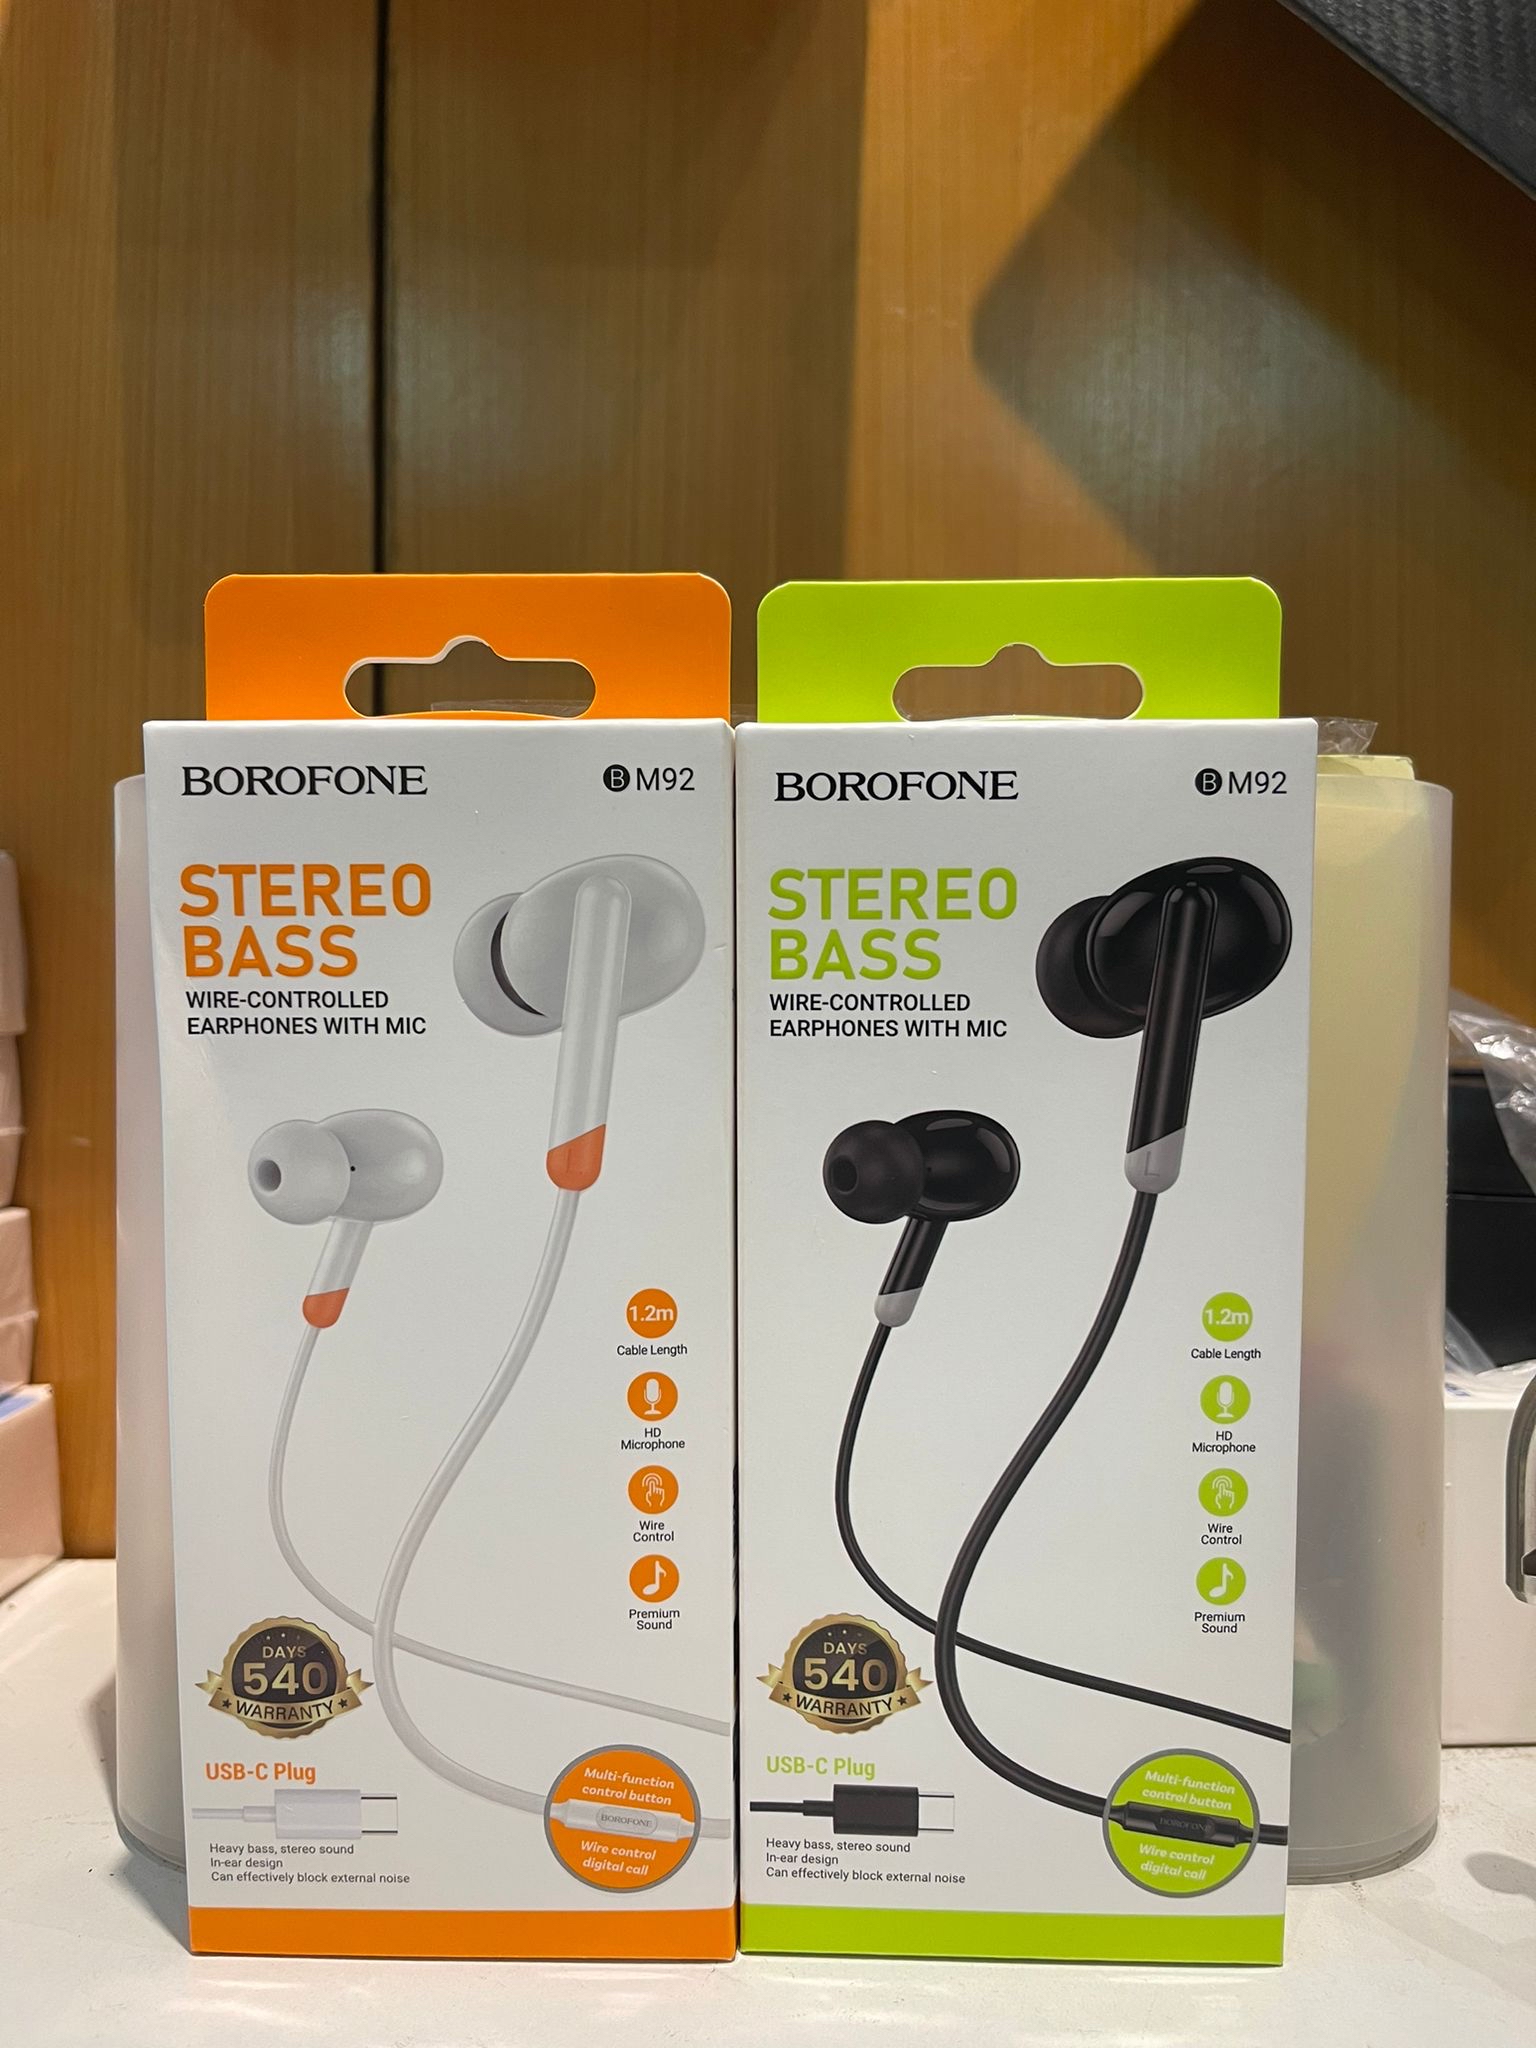 BOROFONE
B M92
STEREO
BASS
WIRE-CONTROLLED
EARPHONES WITH MIC
L
1.2m
Cable Length
HD
Microphone
Wire
Control
Premium
Sound
DAYS
540
WARRANTY
USB-C Plug
Heavy bass, stereo sound
In-ear design
Can effectively block external noise
Multi-function
control button
BOROFONE
Wire control
digital call
BOROFONE
B M92
STEREO
BASS
WIRE-CONTROLLED
EARPHONES WITH MIC
L
1.2m
Cable Length
HD
Microphone
Wire
Control
Premium
Sound
DAYS
540
WARRANTY
USB-C Plug
Heavy bass, stereo sound
In-ear design
Can effectively block external noise
Multi-function
control button
BOROFONE
Wire control
digital call